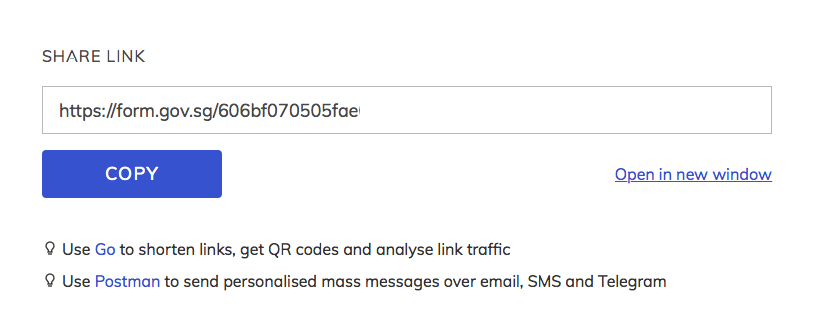 SHARE LINK
https://form.gov.sg/606bf070505fae
COPY
Open in new window
Use Go to shorten links, get QR codes and analyse link traffic
Use Postman to send personalised mass messages over email, SMS and Telegram